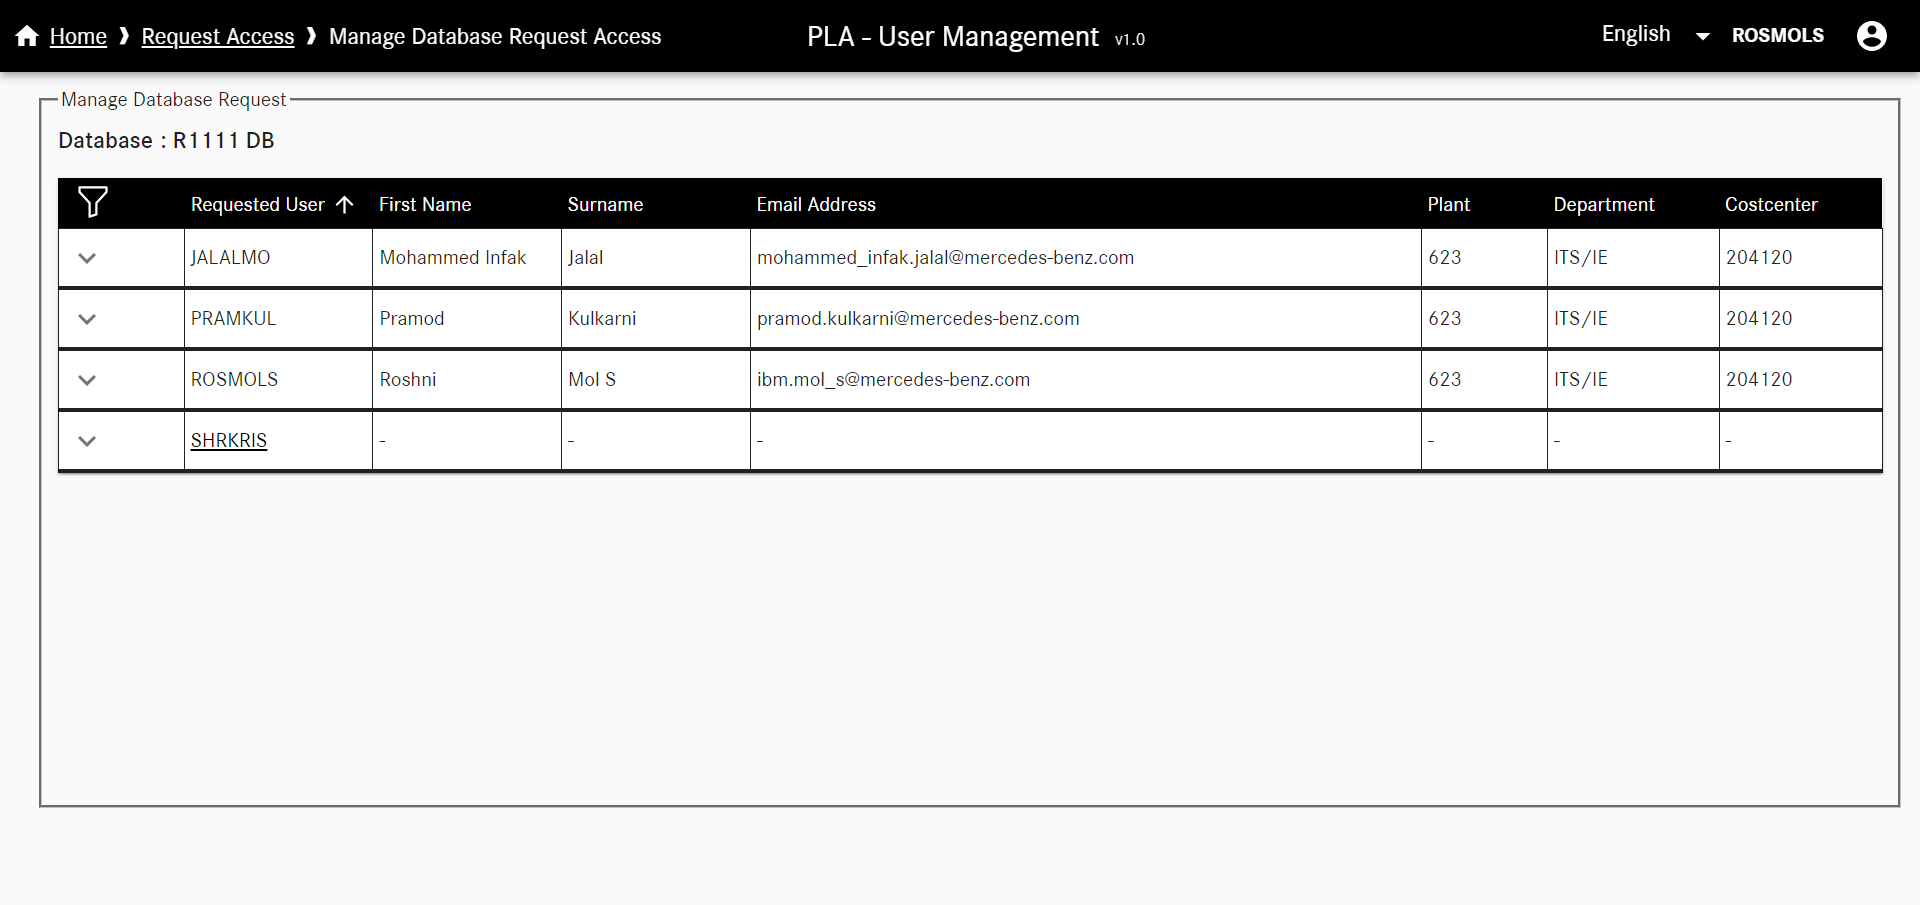 Home ❱ Request Access ❱ Manage Database Request Access PLA - User Management v1.0 English ROSMOLS
Manage Database Request
Database : R1111 DB
Requested User First Name Surname Email Address Plant Department Costcenter
JALALMO Mohammed Infak Jalal mohammed_infak.jalal@mercedes-benz.com 623 ITS/IE 204120
PRAMKUL Pramod Kulkarni pramod.kulkarni@mercedes-benz.com 623 ITS/IE 204120
ROSMOLS Roshni Mol S ibm.mol_s@mercedes-benz.com 623 ITS/IE 204120
SHRKRIS - - - - - -